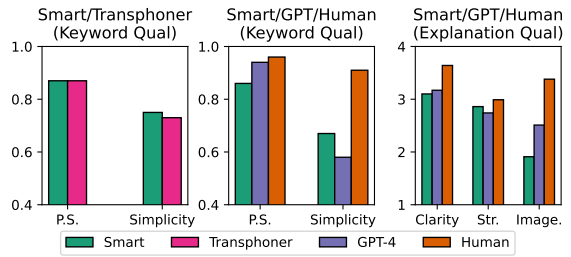 Smart/Transphoner
(Keyword Qual)
Smart/GPT/Human
(Keyword Qual)
Smart/GPT/Human
(Explanation Qual)
1.0
0.8
0.6
0.4
P.S.
Simplicity
1.0
0.8
0.6
0.4
P.S.
Simplicity
4
3
2
1
Clarity
Str.
Image.
Smart
Transphoner
GPT-4
Human